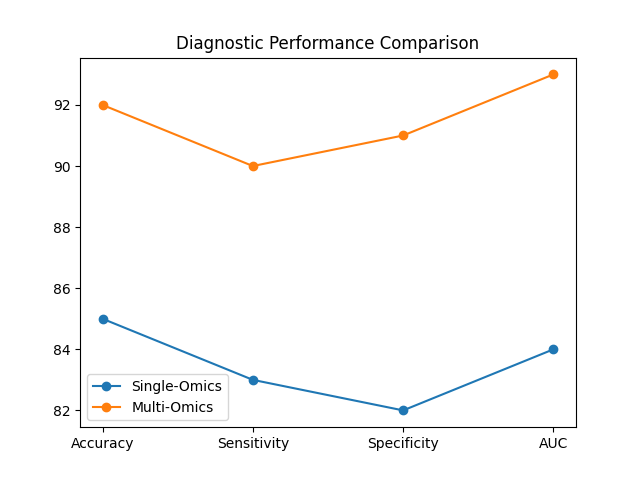 Diagnostic Performance Comparison
92
90
88
86
84
82
Single-Omics
Multi-Omics
Accuracy Sensitivity Specificity AUC